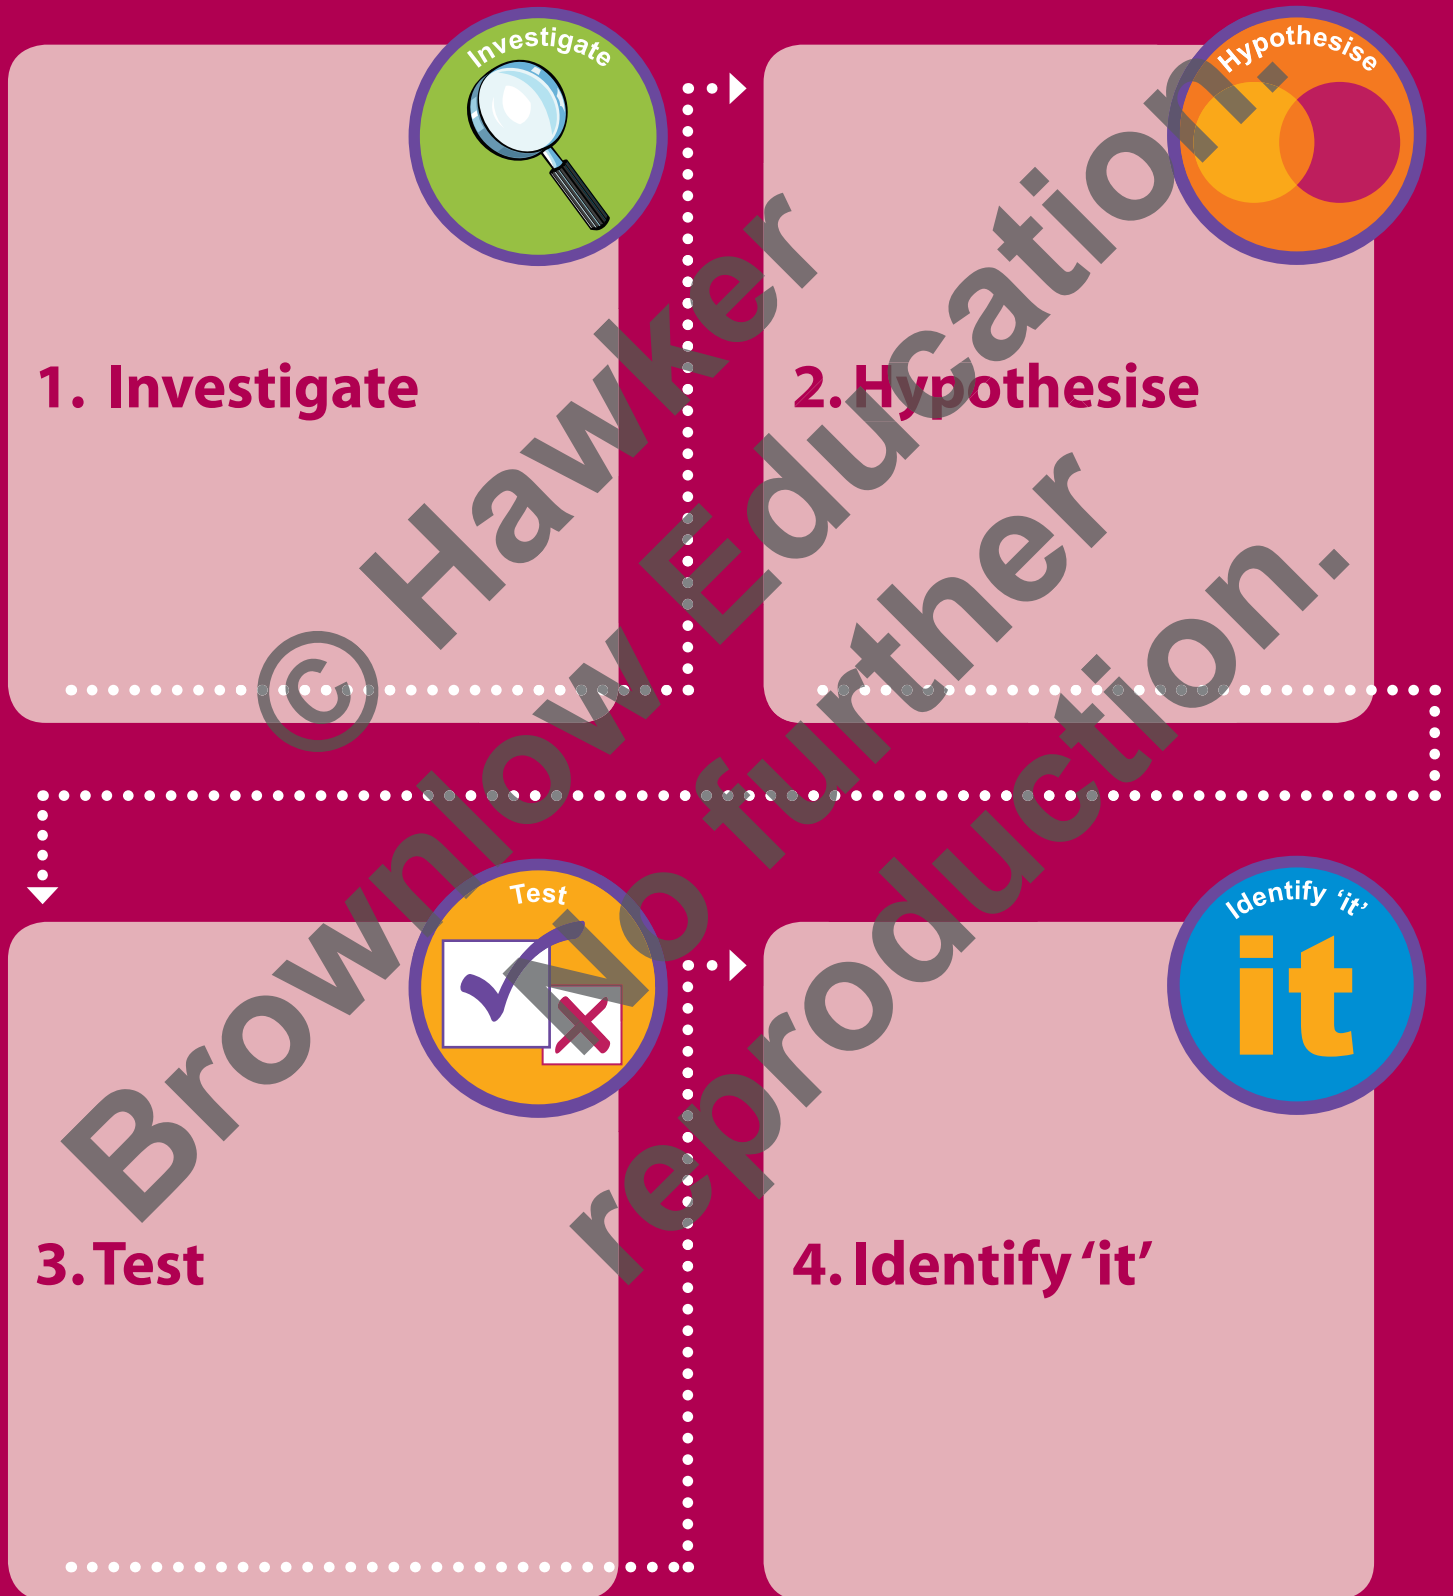 Investigate
1. Investigate
Hypothesise
2. Hypothesise
Test
3. Test
Identify ‘it’
it
4. Identify ‘it’
© Hawker
Brownlow Education.
No further
reproduction.